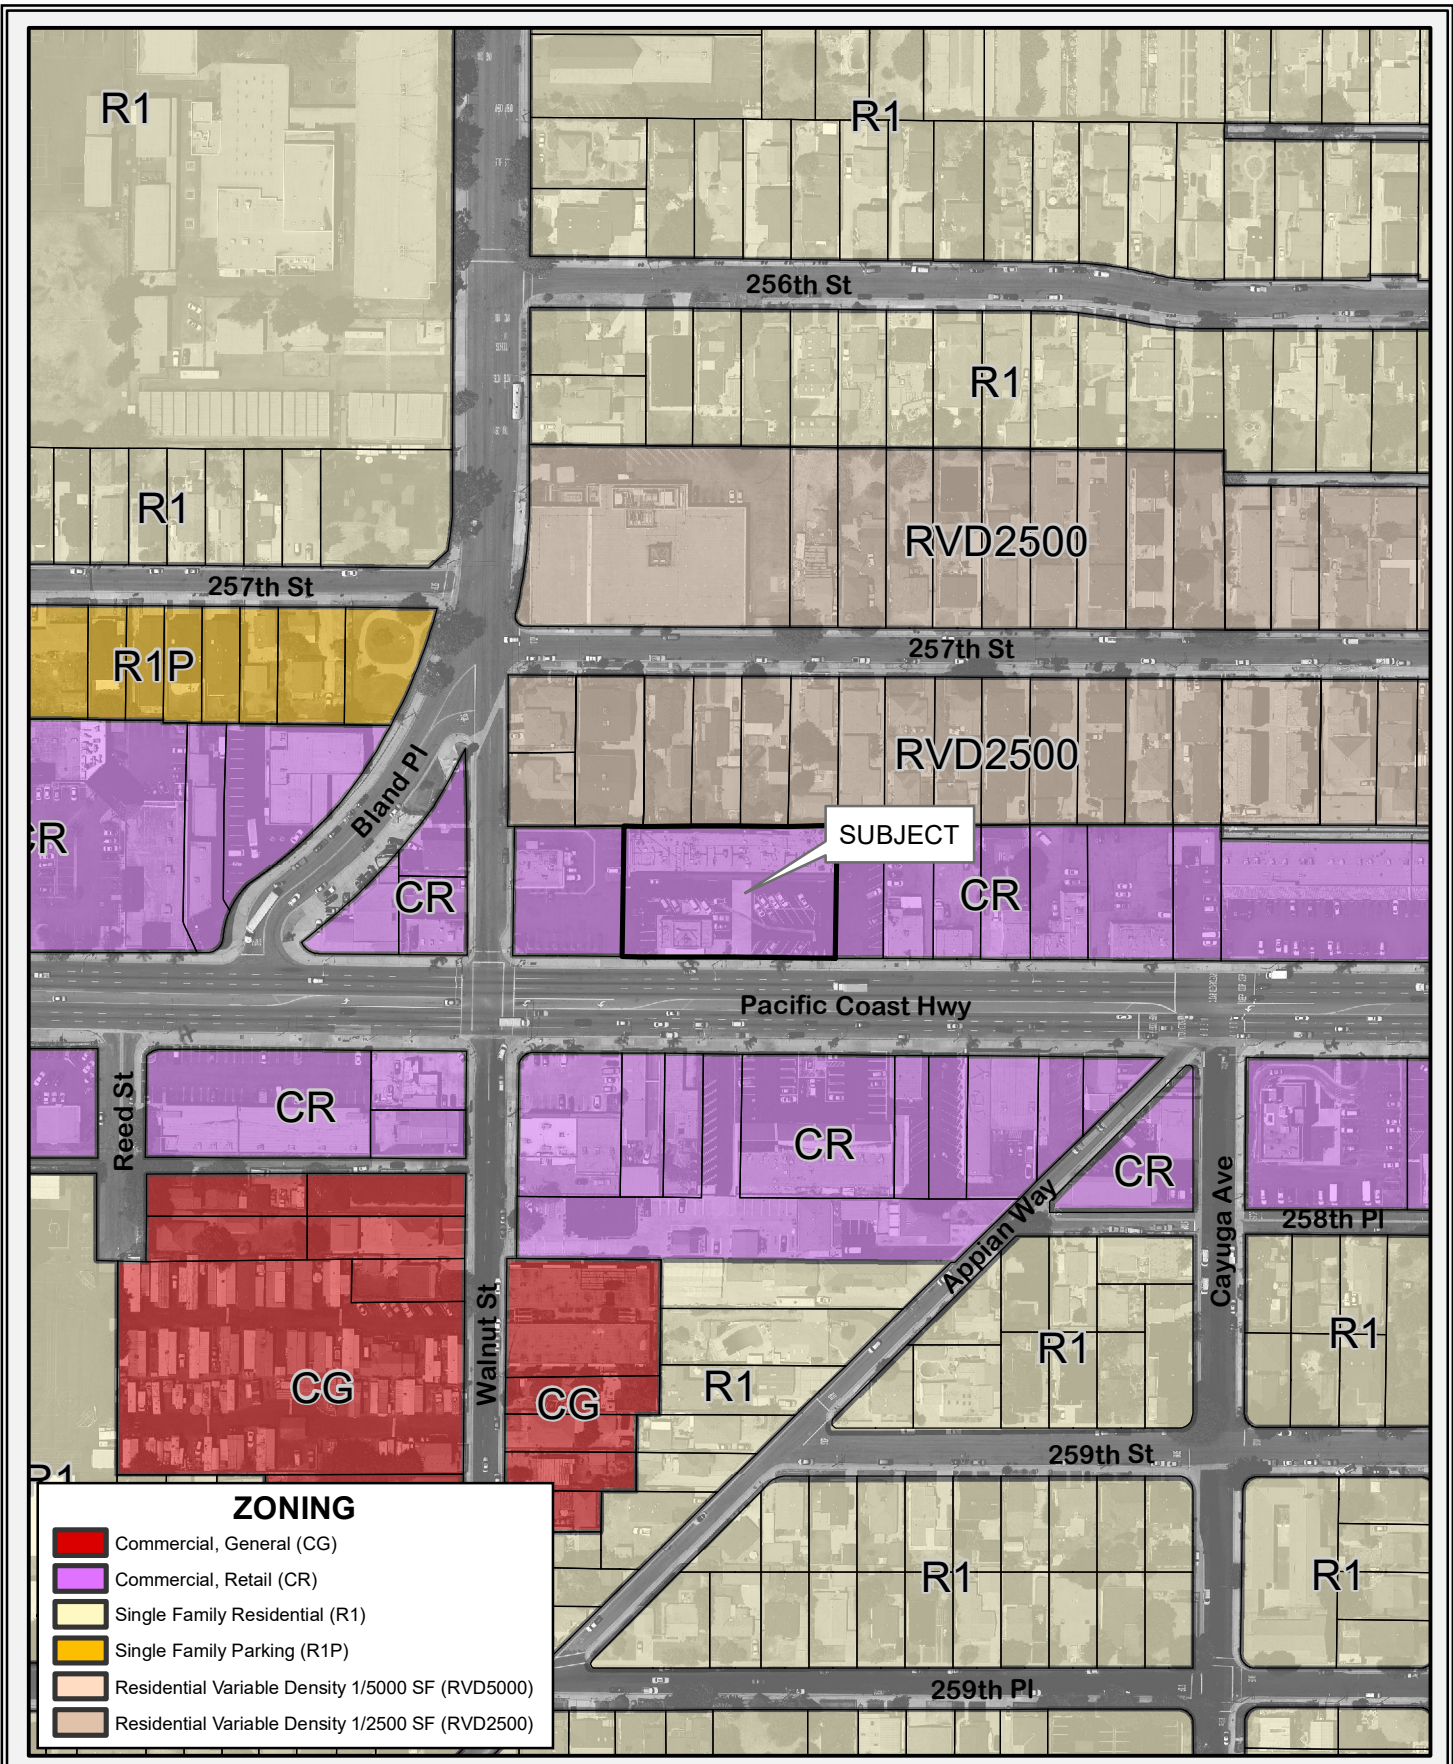 R1
R1
256th St
R1
R1
RVD2500
257th St
257th St
R1P
RVD2500
Bland Pl
SUBJECT
CR
CR
CR
Pacific Coast Hwy
Reed St
CR
CR
CR
Appian Way
Cayuga Ave
258th Pl
Walnut St
R1
R1
CG
R1
CG
259th St
R1
ZONING
Commercial, General (CG)
Commercial, Retail (CR)
Single Family Residential (R1)
Single Family Parking (R1P)
Residential Variable Density 1/5000 SF (RVD5000)
Residential Variable Density 1/2500 SF (RVD2500)
R1
R1
259th Pl